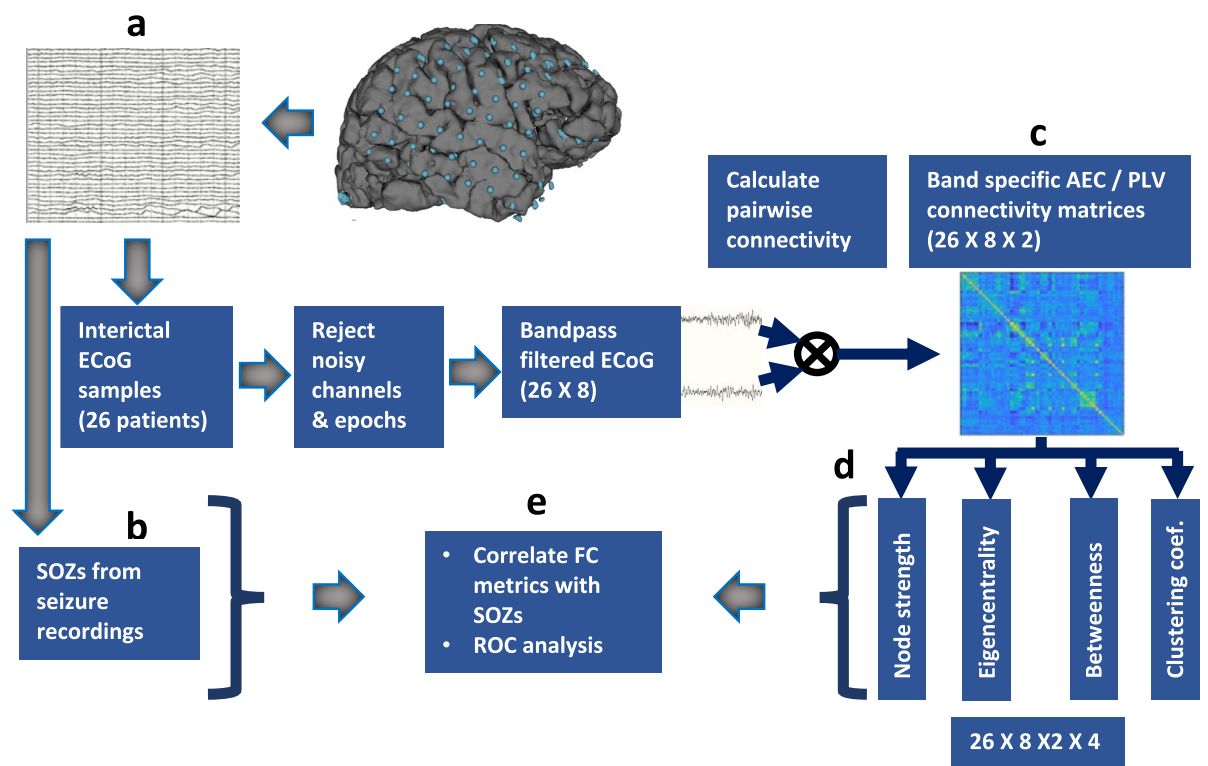 a
c
Calculate
pairwise
connectivity
Band specific AEC / PLV
connectivity matrices
(26 X 8 X 2)
Interictal
ECoG
samples
(26 patients)
Reject
noisy
channels
& epochs
Bandpass
filtered ECoG
(26 X 8)
d
b
SOZs from
seizure
recordings
e
• Correlate FC
metrics with
SOZs
• ROC analysis
Node strength
Eigencentrality
Betweenness
Clustering coef.
26 X 8 X2 X 4